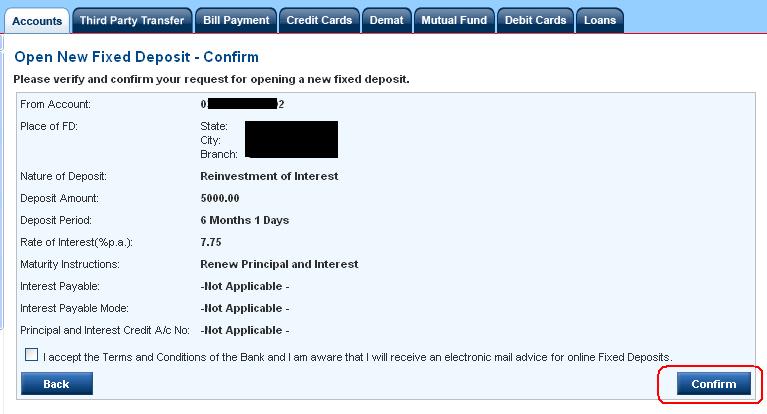 Accounts Third Party Transfer Bill Payment Credit Cards Demat Mutual Fund Debit Cards Loans
Open New Fixed Deposit - Confirm
Please verify and confirm your request for opening a new fixed deposit.
From Account: 0 2
Place of FD: State:
City:
Branch:
Nature of Deposit: Reinvestment of Interest
Deposit Amount: 5000.00
Deposit Period: 6 Months 1 Days
Rate of Interest(%p.a.): 7.75
Maturity Instructions: Renew Principal and Interest
Interest Payable: -Not Applicable -
Interest Payable Mode: -Not Applicable -
Principal and Interest Credit A/c No: -Not Applicable -
I accept the Terms and Conditions of the Bank and I am aware that I will receive an electronic mail advice for online Fixed Deposits.
Back Confirm